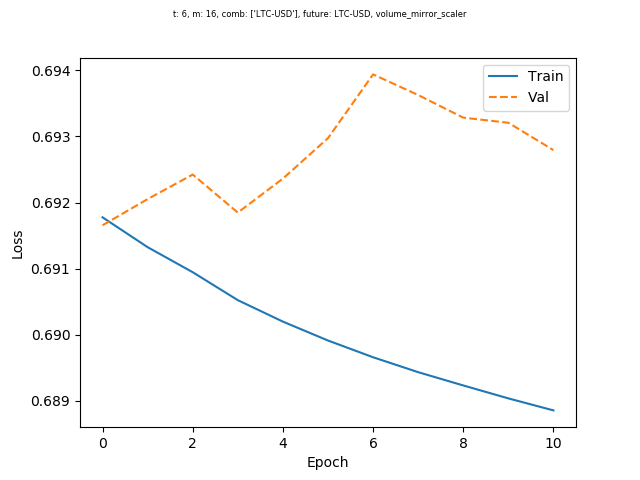 t: 6, m: 16, comb: ['LTC-USD'], future: LTC-USD, volume_mirror_scaler
Train
Val
0.694
0.693
0.692
0.691
0.690
0.689
Loss
0 2 4 6 8 10
Epoch